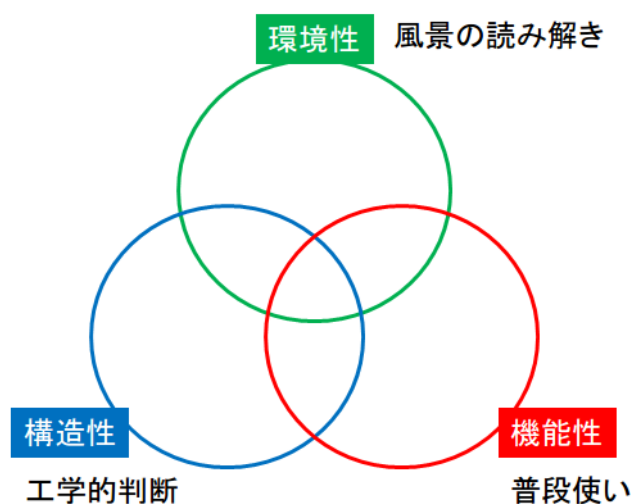 環境性 風景の読み解き
構造性
機能性
工学的判断
普段使い